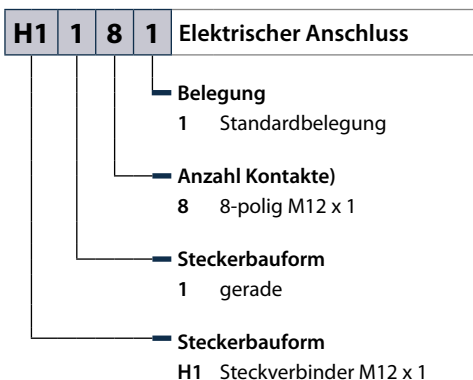 H1 1 8 1 Elektrischer Anschluss
Belegung
1 Standardbelegung
Anzahl Kontakte)
8 8-polig M12 x 1
Steckerbauform
1 gerade
Steckerbauform
H1 Steckverbinder M12 x 1